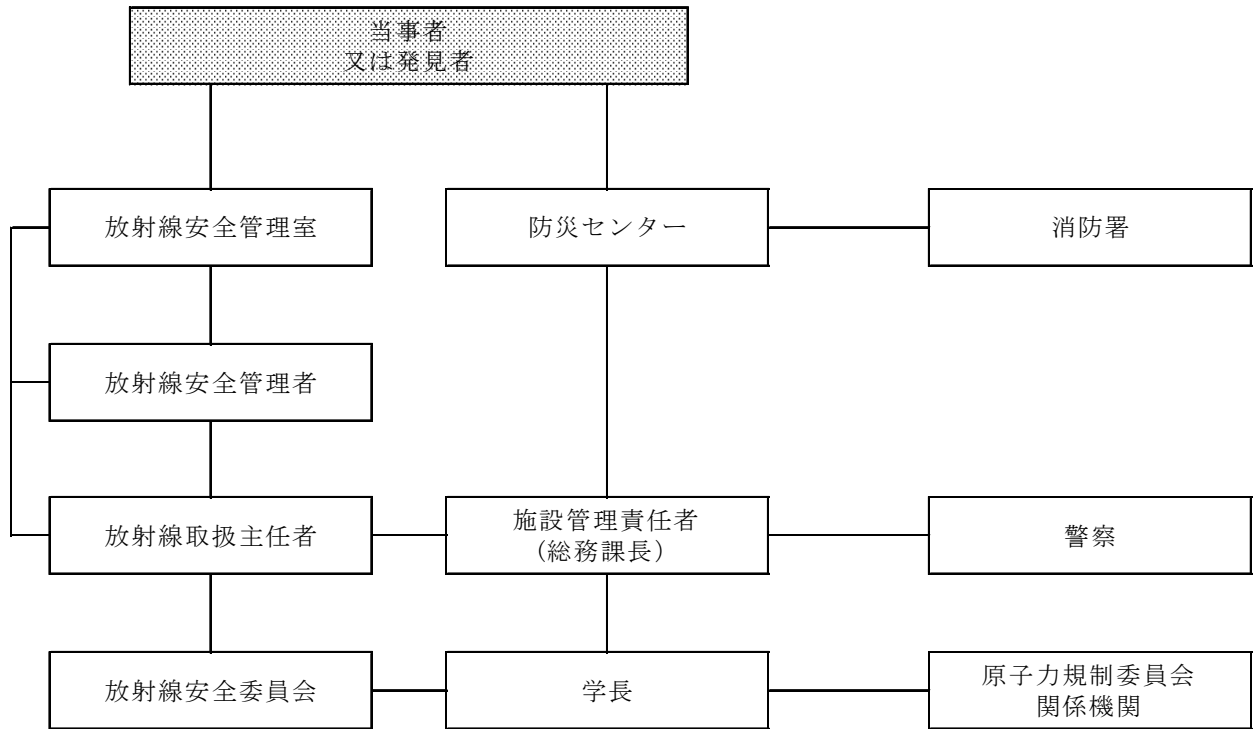 当事者
又は発見者
放射線安全管理室
防災センター
消防署
放射線安全管理者
放射線取扱主任者
施設管理責任者
(総務課長)
警察
放射線安全委員会
学長
原子力規制委員会
関係機関